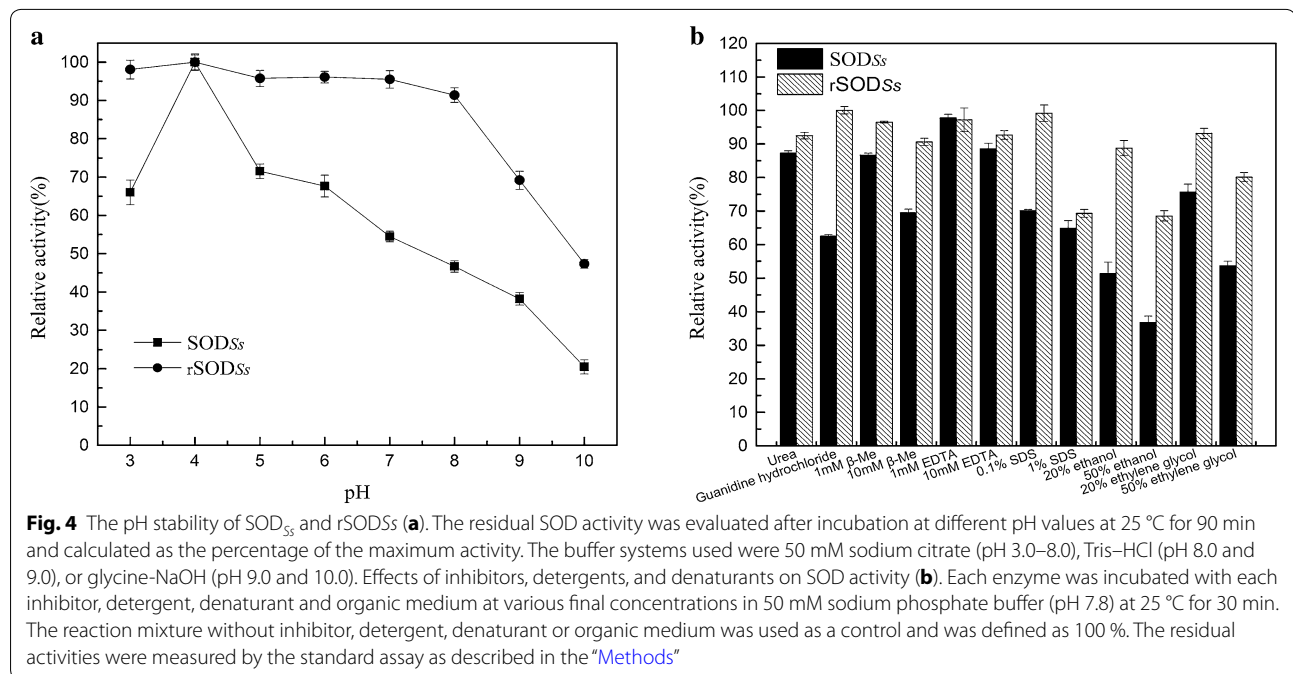 a
100
90
80
70
60
50
40
30
20
10
0
Relative activity(%)
SODSs
rSODSs
3 4 5 6 7 8 9 10
pH
b
120
110
100
90
80
70
60
50
40
30
20
10
0
Relative activity(%)
SODSs
rSODSs
Urea
Guanidine hydrochloride
1mM β-Me
10mM β-Me
1mM EDTA
10mM EDTA
0.1% SDS
1% SDS
20% ethanol
50% ethanol
20% ethylene glycol
50% ethylene glycol
Fig. 4 The pH stability of SODSs and rSODSs (a). The residual SOD activity was evaluated after incubation at different pH values at 25 °C for 90 min
and calculated as the percentage of the maximum activity. The buffer systems used were 50 mM sodium citrate (pH 3.0–8.0), Tris–HCl (pH 8.0 and
9.0), or glycine-NaOH (pH 9.0 and 10.0). Effects of inhibitors, detergents, and denaturants on SOD activity (b). Each enzyme was incubated with each
inhibitor, detergent, denaturant and organic medium at various final concentrations in 50 mM sodium phosphate buffer (pH 7.8) at 25 °C for 30 min.
The reaction mixture without inhibitor, detergent, denaturant or organic medium was used as a control and was defined as 100 %. The residual
activities were measured by the standard assay as described in the “Methods”